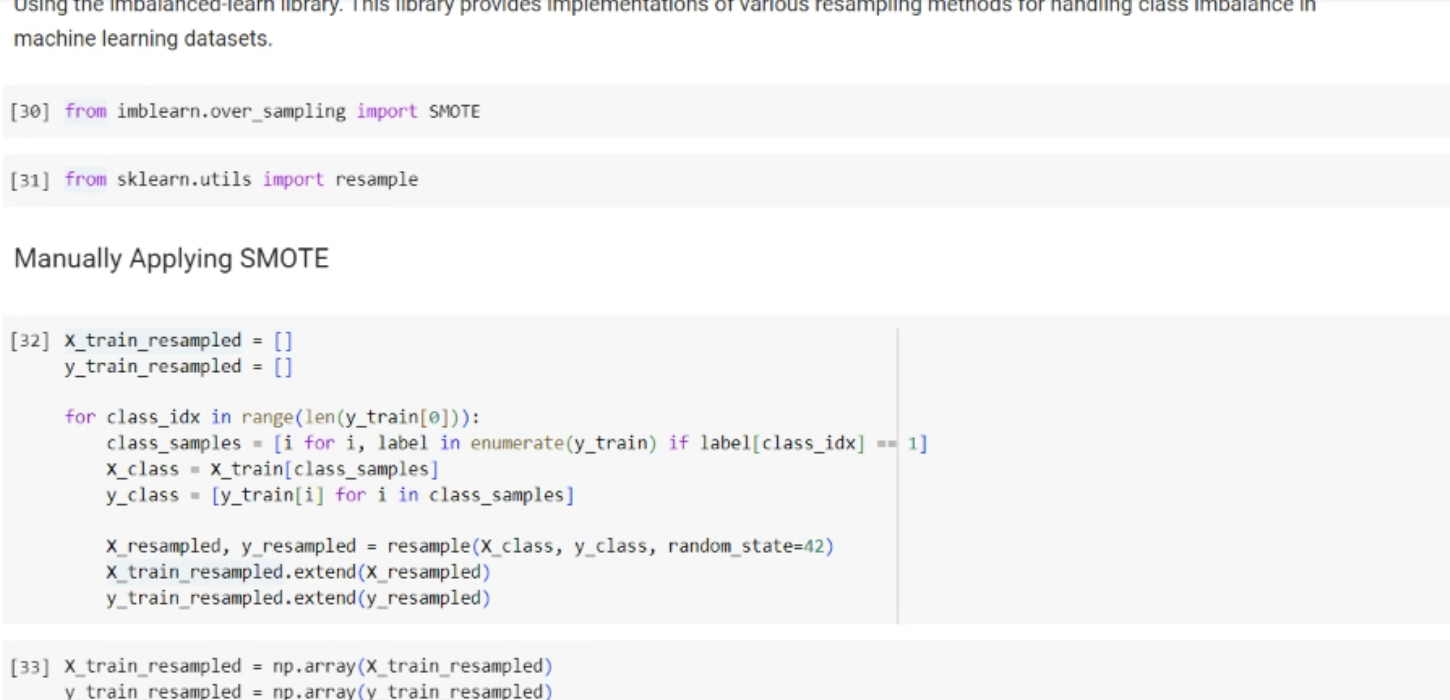 Using the imbalanced-learn library. This library provides implementations of various resampling methods for handling class imbalance in
machine learning datasets.
[30] from imblearn.over_sampling import SMOTE
[31] from sklearn.utils import resample
Manually Applying SMOTE
[32] X_train_resampled = []
y_train_resampled = []
for class_idx in range(len(y_train[0])):
class_samples = [i for i, label in enumerate(y_train) if label[class_idx] == 1]
X_class = X_train[class_samples]
y_class = [y_train[i] for i in class_samples]
X_resampled, y_resampled = resample(X_class, y_class, random_state=42)
X_train_resampled.extend(X_resampled)
y_train_resampled.extend(y_resampled)
[33] X_train_resampled = np.array(X_train_resampled)
y_train_resampled = np.array(y_train_resampled)